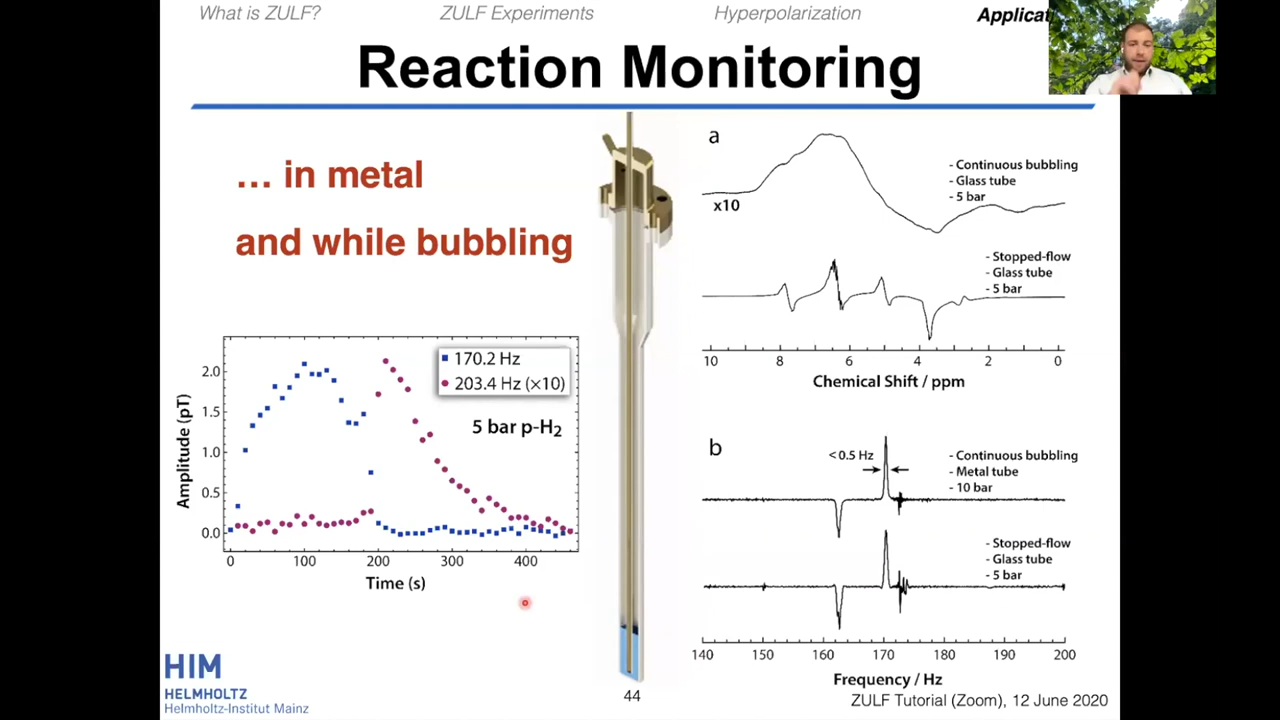 What is ZULF?
ZULF Experiments
Hyperpolarization
Applicat
Reaction Monitoring
... in metal
and while bubbling
170.2 Hz
203.4 Hz (×10)
5 bar p-H₂
2.0
1.5
1.0
0.5
0.0
Amplitude (pT)
0 100 200 300 400
Time (s)
a
- Continuous bubbling
- Glass tube
- 5 bar
x10
- Stopped-flow
- Glass tube
- 5 bar
10 8 6 4 2 0
Chemical Shift / ppm
b
< 0.5 Hz
- Continuous bubbling
- Metal tube
- 10 bar
- Stopped-flow
- Glass tube
- 5 bar
140 150 160 170 180 190 200
Frequency / Hz
HIM
HELMHOLTZ
Helmholtz-Institut Mainz
44
ZULF Tutorial (Zoom), 12 June 2020